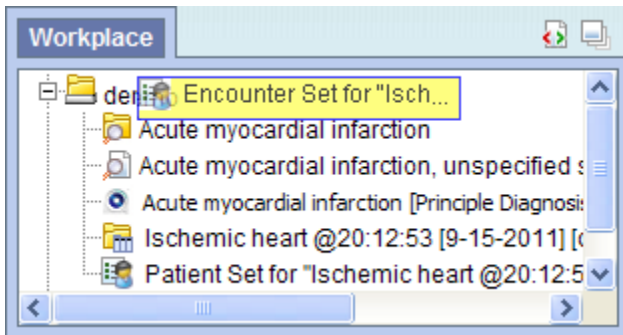 Workplace
Encounter Set for "Isch...
Acute myocardial infarction
Acute myocardial infarction, unspecified
Acute myocardial infarction [Principle Diagnosis
Ischemic heart @20:12:53 [9-15-2011]
Patient Set for "Ischemic heart @20:12:5